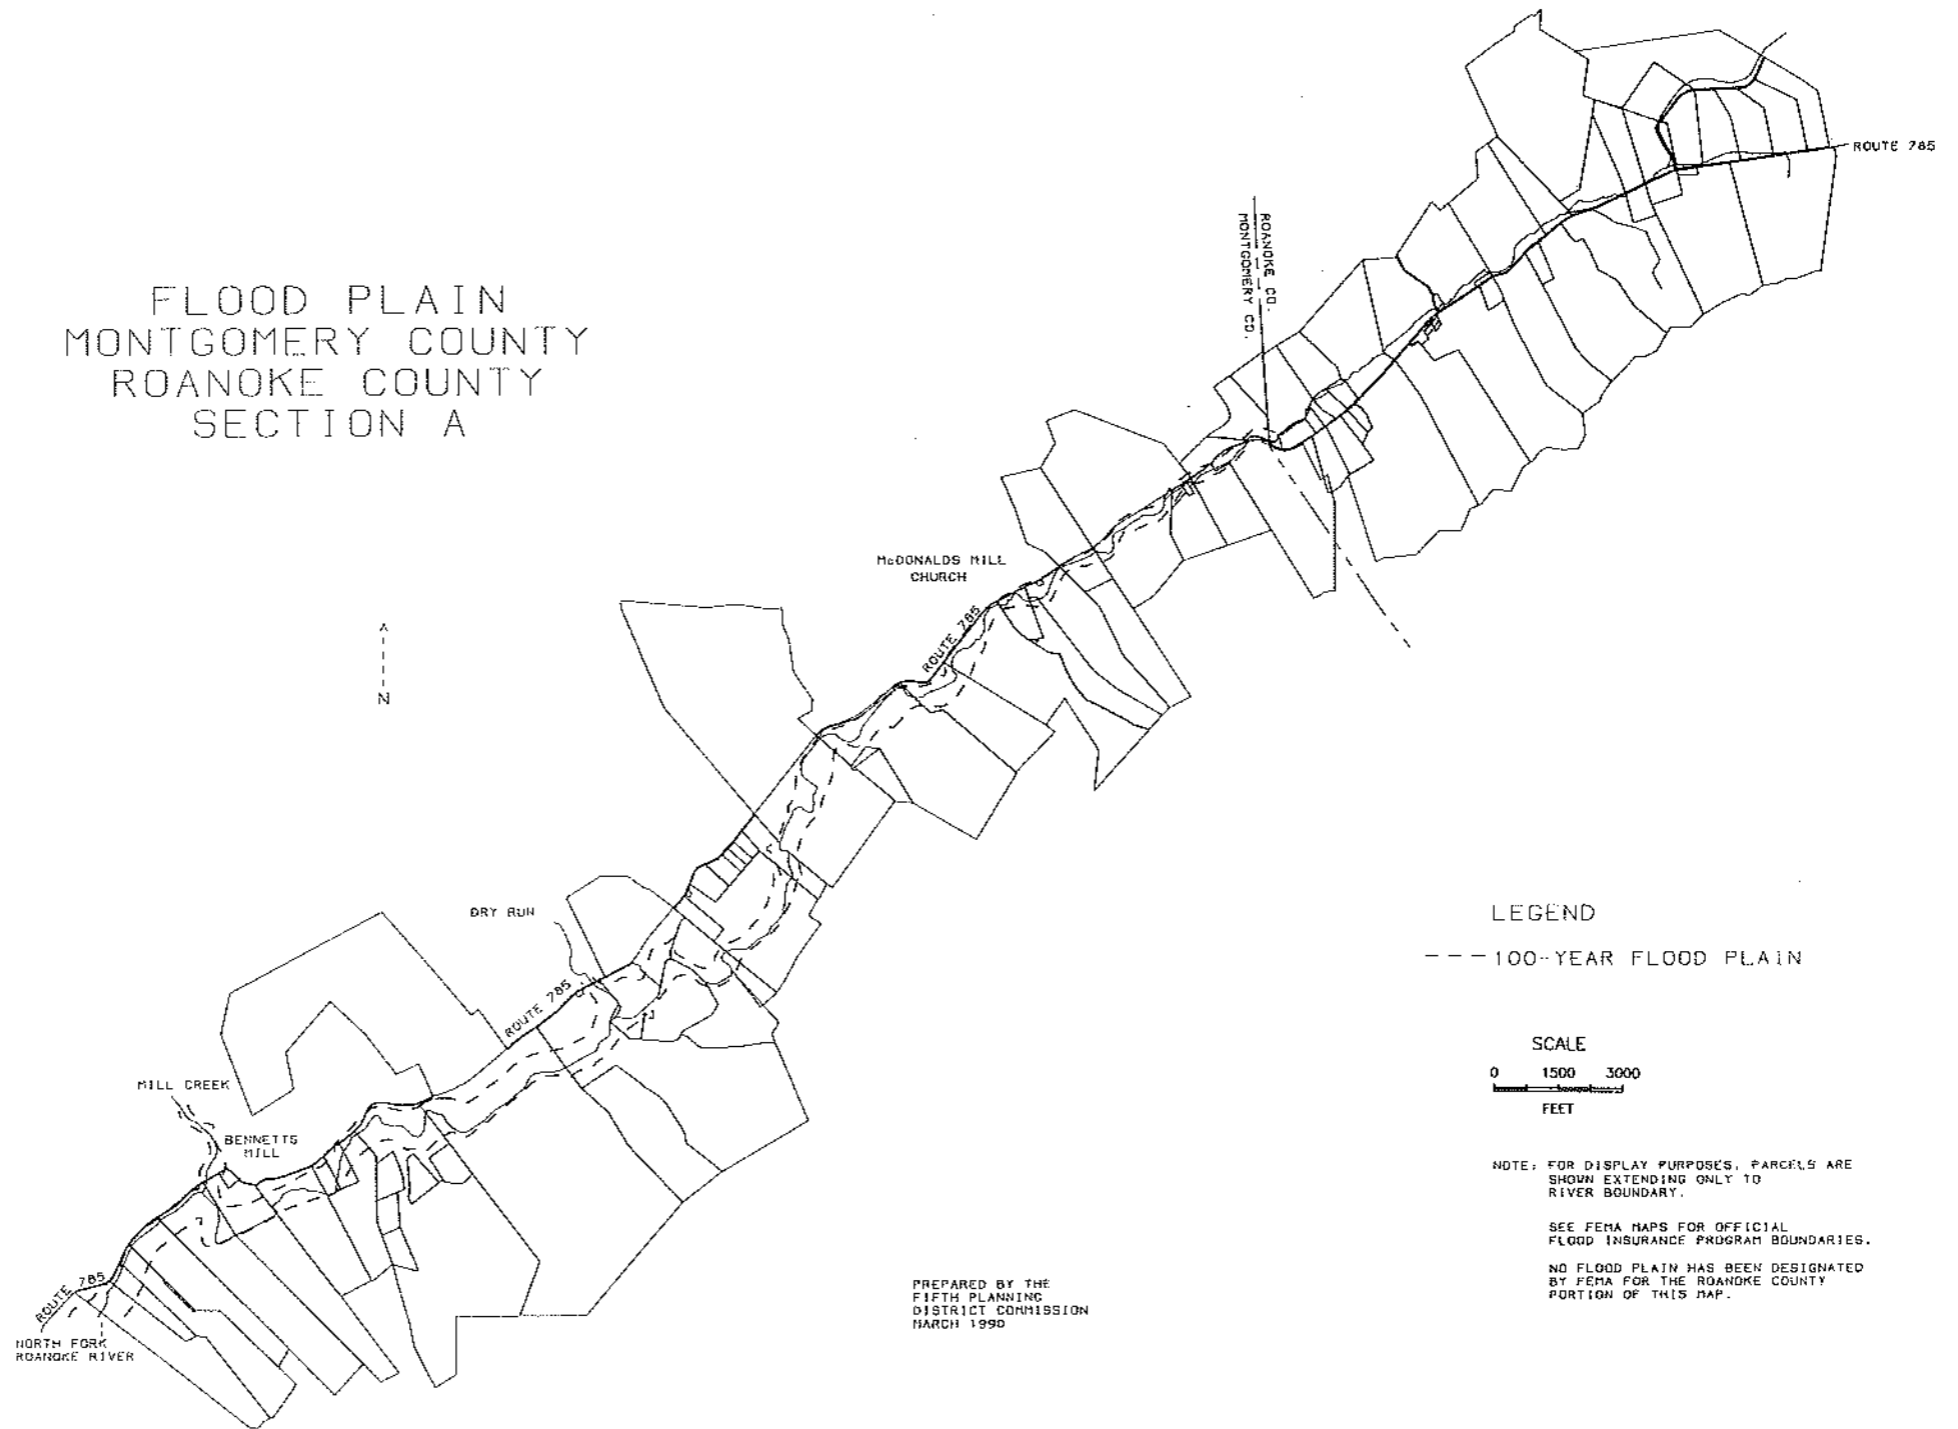 FLOOD PLAIN
MONTGOMERY COUNTY
ROANOKE COUNTY
SECTION A
ROUTE 785
ROANOKE CO.
MONTGOMERY CO.
McDONALDS MILL
CHURCH
ROUTE 785
N
DRY RUN
ROUTE 785
MILL CREEK
BENNETTS
MILL
ROUTE 785
NORTH FORK
ROANOKE RIVER
LEGEND
--- 100-YEAR FLOOD PLAIN
SCALE
0 1500 3000
FEET
NOTE: FOR DISPLAY PURPOSES, PARCELS ARE
SHOWN EXTENDING ONLY TO
RIVER BOUNDARY.
SEE FEMA MAPS FOR OFFICIAL
FLOOD INSURANCE PROGRAM BOUNDARIES.
NO FLOOD PLAIN HAS BEEN DESIGNATED
BY FEMA FOR THE ROANOKE COUNTY
PORTION OF THIS MAP.
PREPARED BY THE
FIFTH PLANNING
DISTRICT COMMISSION
MARCH 1990